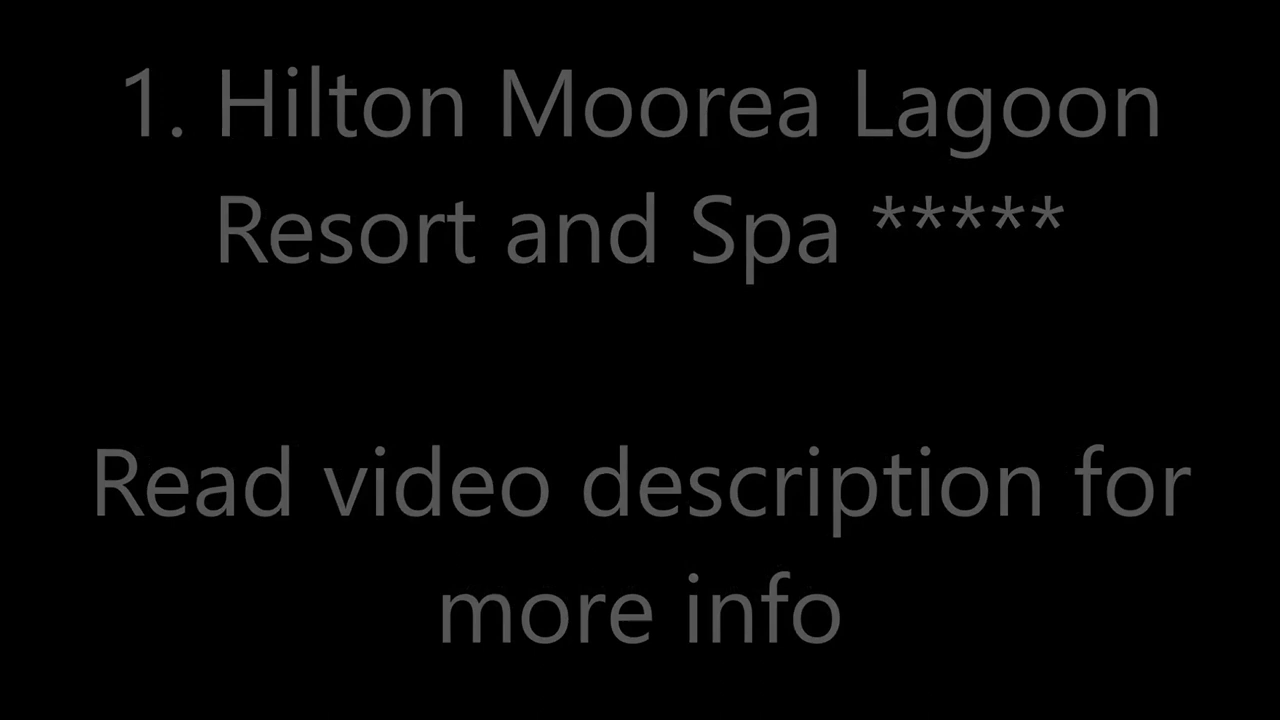 1. Hilton Moorea Lagoon
Resort and Spa *****
Read video description for
more info